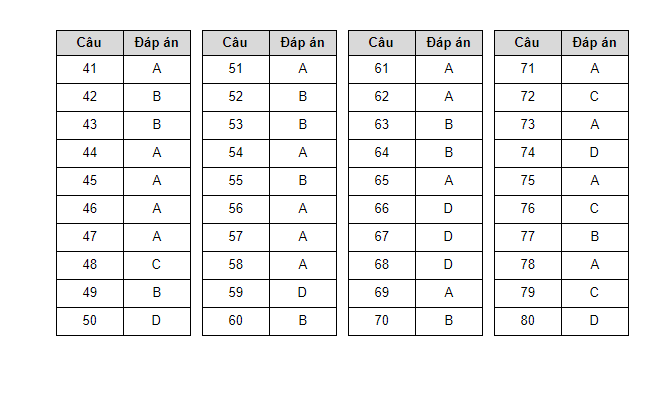 Câu Đáp án Câu Đáp án Câu Đáp án Câu Đáp án
41 A 51 A 61 A 71 A
42 B 52 B 62 A 72 C
43 B 53 B 63 B 73 A
44 A 54 A 64 B 74 D
45 A 55 B 65 A 75 A
46 A 56 A 66 D 76 C
47 A 57 A 67 D 77 B
48 C 58 A 68 D 78 A
49 B 59 D 69 A 79 C
50 D 60 B 70 B 80 D